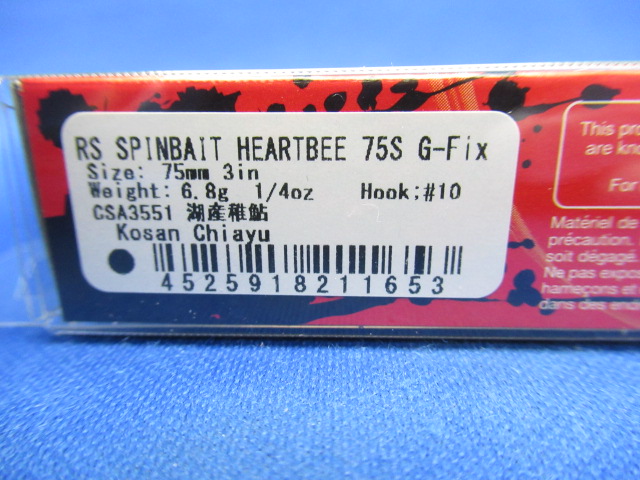 RS SPINBAIT HEARTBEE 75S G-Fix
Size: 75mm 3in
Weight: 6.8g 1/4oz Hook;#10
CSA3551 湖産稚鮎
Kosan Chiayu
4525918211653
This pro
are kno
For
Matériel de
précaution.
soit dégagé.
Ne pas expo
hameçons et
dans des end